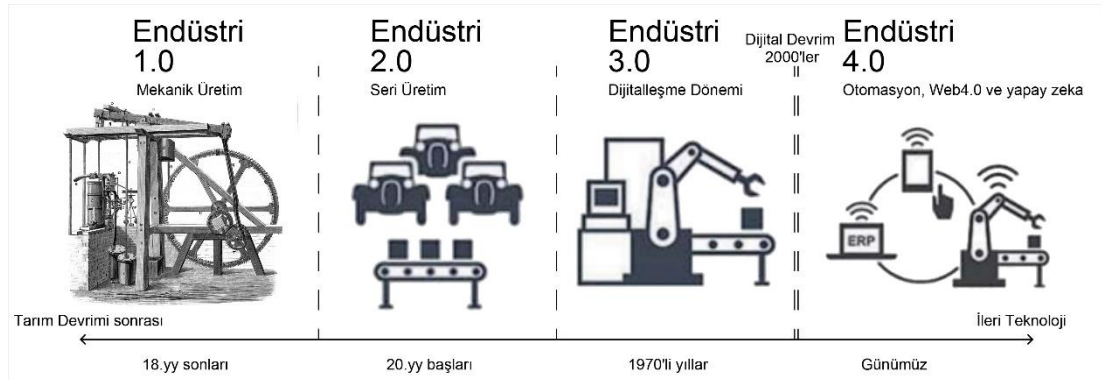 Endüstri
1.0
Mekanik Üretim
Endüstri
2.0
Seri Üretim
Endüstri
3.0
Dijitalleşme Dönemi
Dijital Devrim
2000'ler
Endüstri
4.0
Otomasyon, Web4.0 ve yapay zeka
ERP
Tarım Devrimi sonrası
İleri Teknoloji
18.yy sonları
20.yy başları
1970'li yıllar
Günümüz